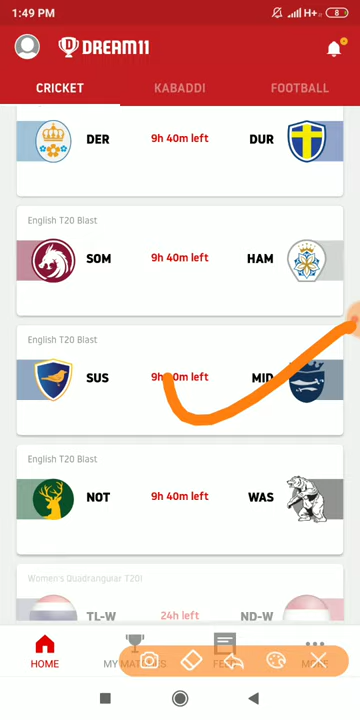 1:49 PM
H+
8
DREAM11
CRICKET KABADDI FOOTBALL
DER 9h 40m left DUR
English T20 Blast
SOM 9h 40m left HAM
English T20 Blast
SUS left MID
English T20 Blast
NOT 9h 40m left WAS
Women's Quadrangular T20I
TL-W 24h left ND-W
HOME MY